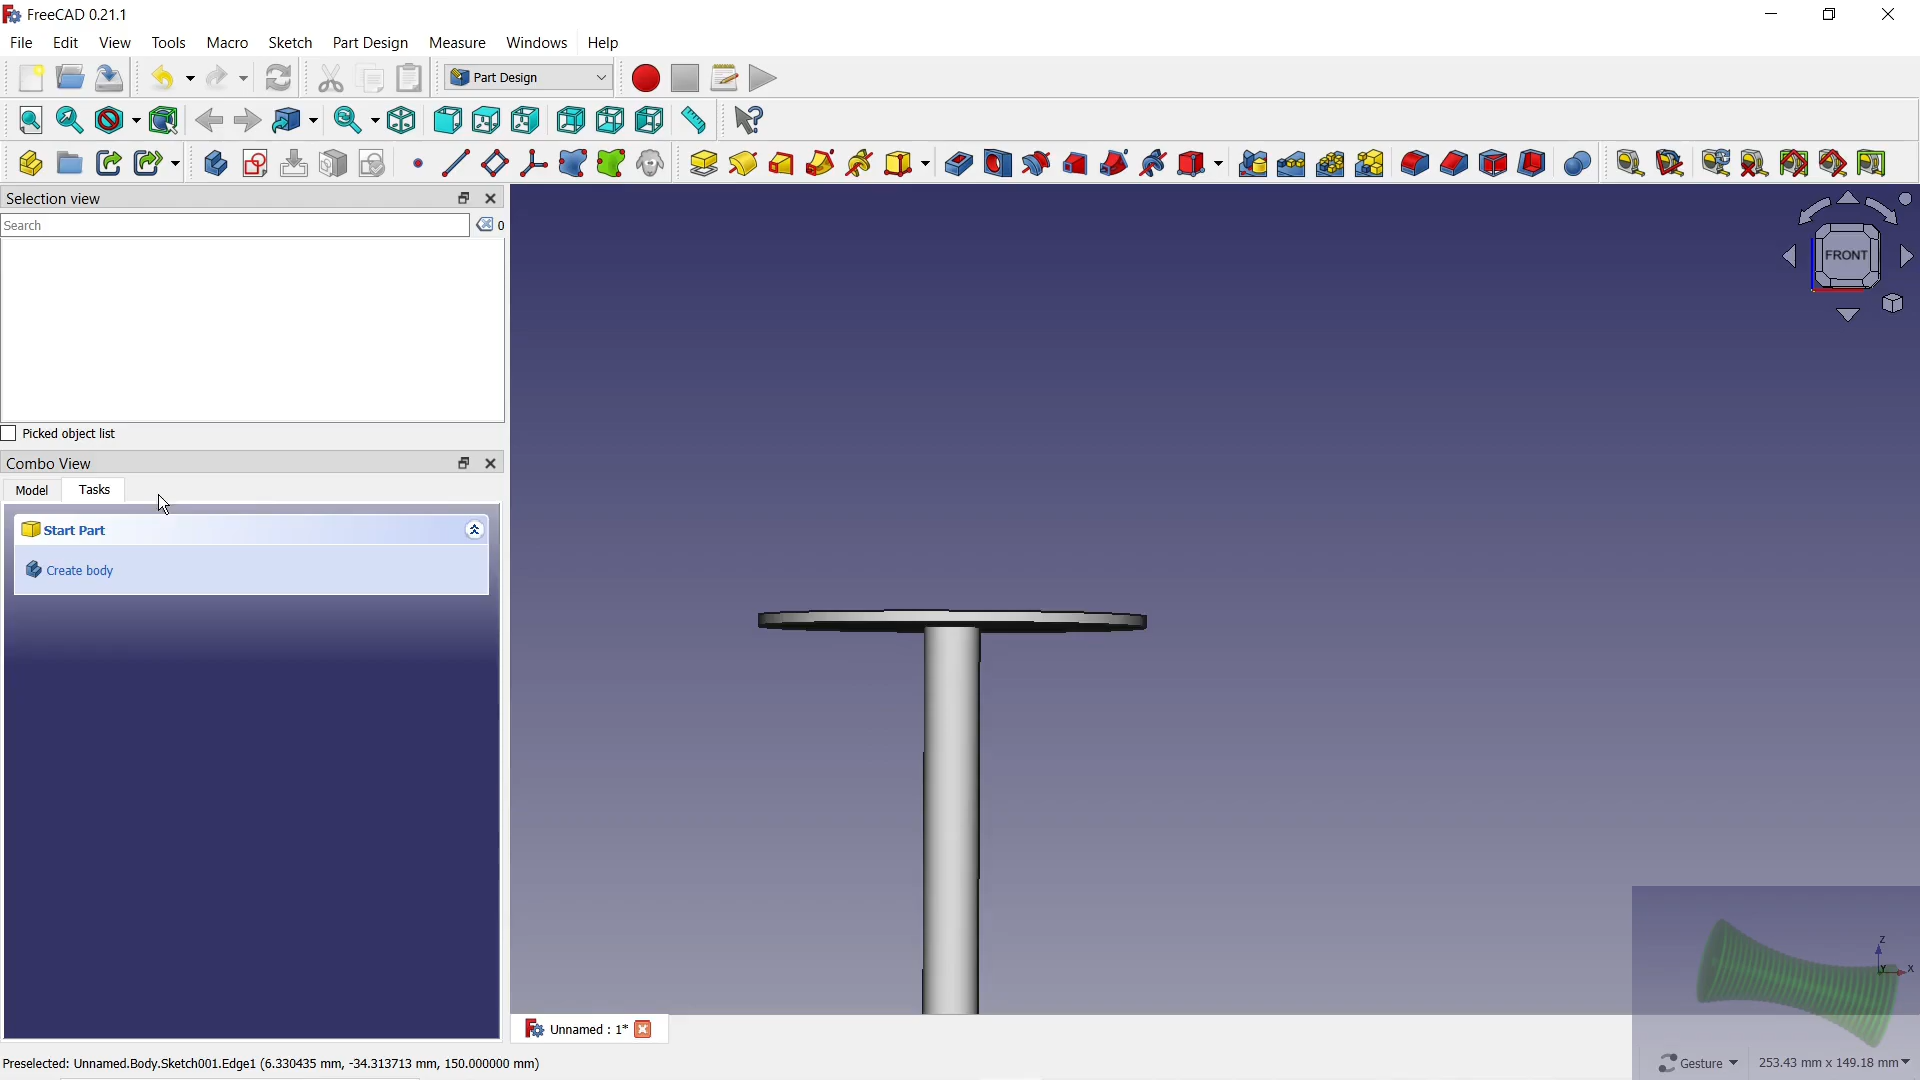 FreeCAD 0.21.1
File Edit View Tools Macro Sketch Part Design Measure Windows Help
Part Design
Selection view
Search
0
Picked object list
Combo View
Model Tasks
Start Part
Create body
FRONT
Z
Y X
Unnamed : 1*
Preselected: Unnamed.Body.Sketch001.Edge1 (6.330435 mm, -34.313713 mm, 150.000000 mm)
Gesture 253.43 mm x 149.18 mm